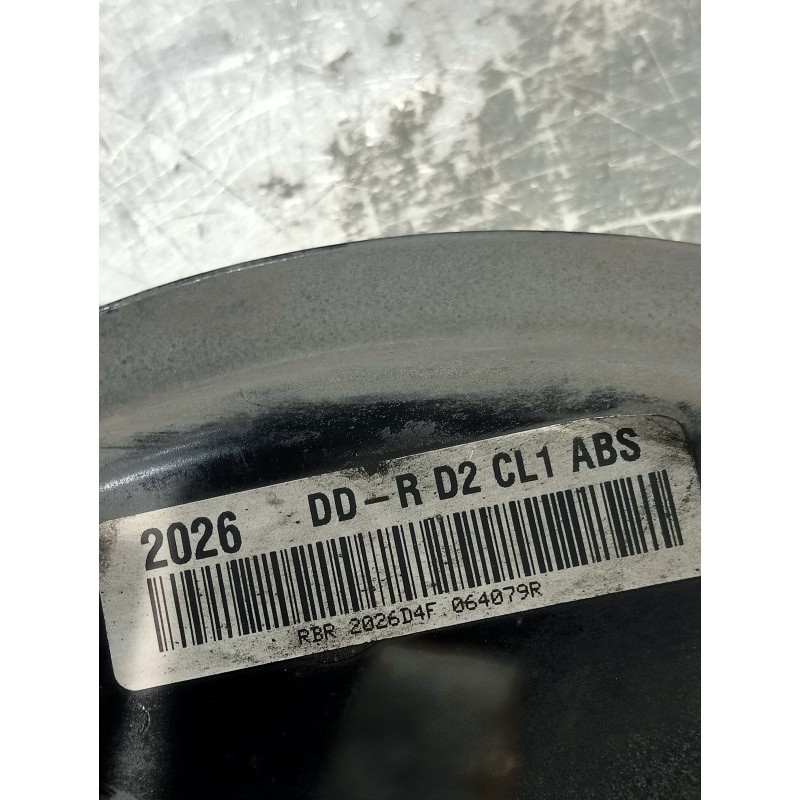 2026 DD-R D2 CL1 ABS
RBR 2026D4F 064079R